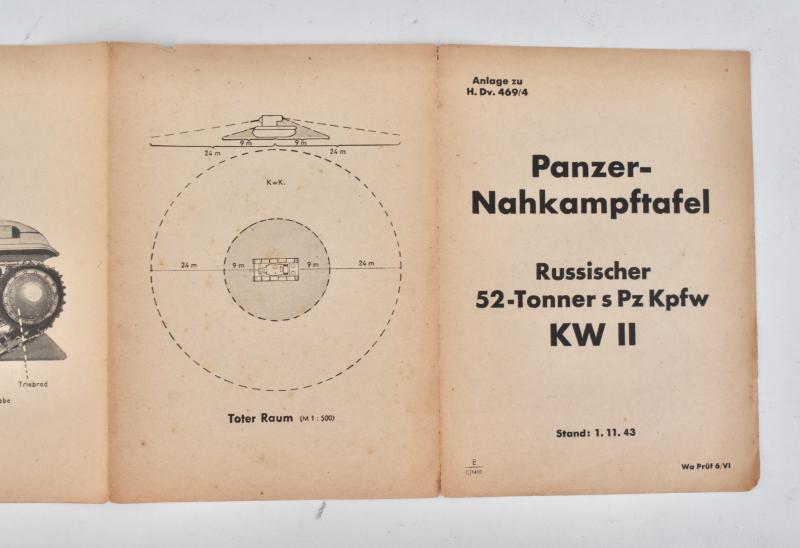 Triebrad
9 m 9 m
24 m 24 m
KwK.
24 m 9 m 9 m 24 m
Toter Raum (M 1 : 500)
Anlage zu
H. Dv. 469/4
Panzer-
Nahkampftafel
Russischer
52-Tonner s Pz Kpfw
KW II
Stand: 1. 11. 43
E
Wa Prüf 6/VI